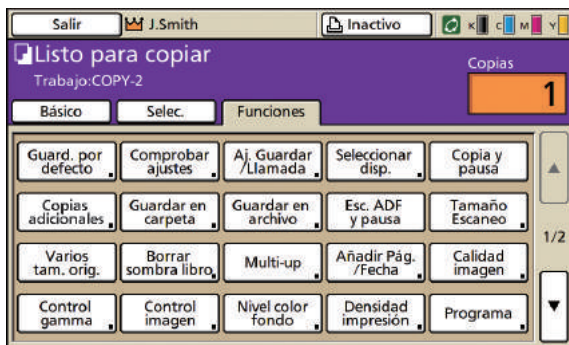 Salir
J.Smith
Inactivo
K C M Y
Listo para copiar
Copias
Trabajo:COPY-2
1
Básico
Selec.
Funciones
Guard. por
defecto
Comprobar
ajustes
Aj. Guardar
/Llamada
Seleccionar
disp.
Copia y
pausa
Copias
adicionales
Guardar en
carpeta
Guardar en
archivo
Esc. ADF
y pausa
Tamaño
Escaneo
1/2
Varios
tam. orig.
Borrar
sombra libro
Multi-up
Añadir Pág.
/Fecha
Calidad
imagen
Control
gamma
Control
imagen
Nivel color
fondo
Densidad
impresión
Programa